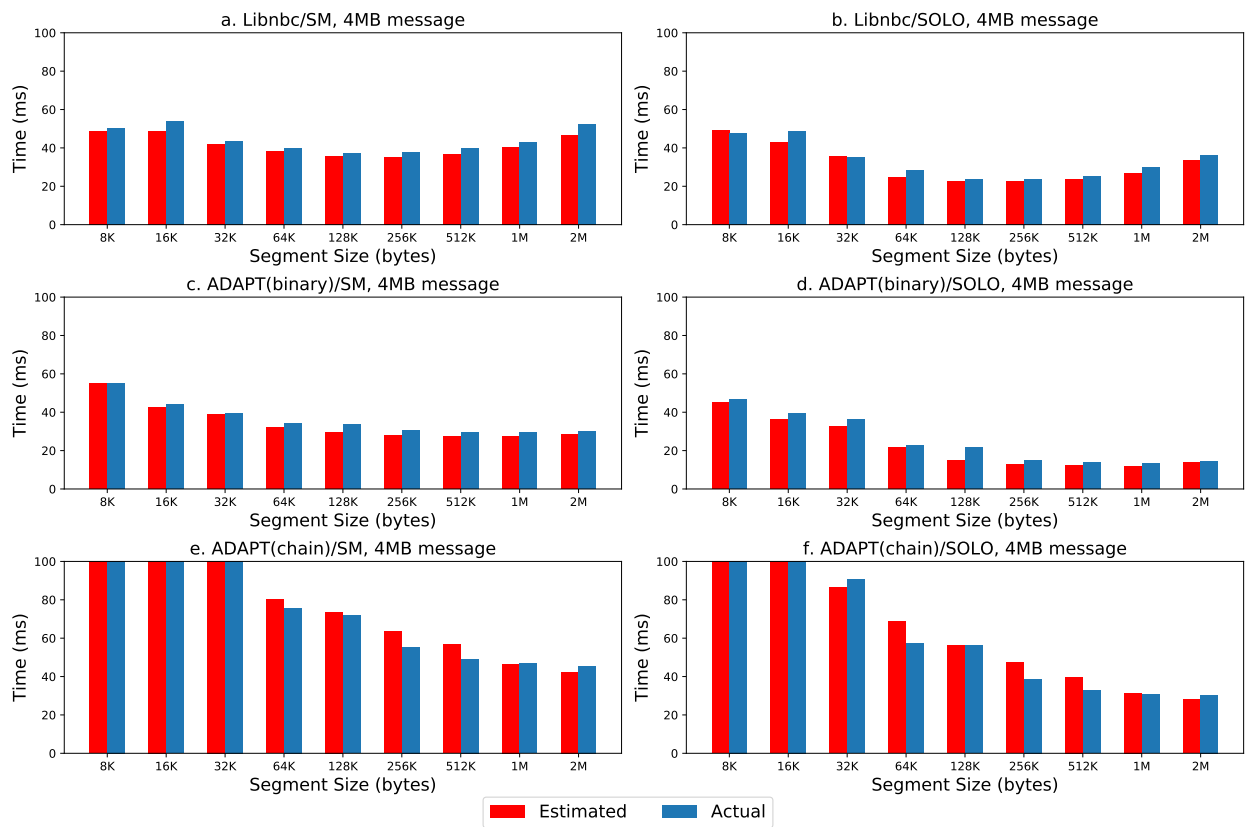 a. Libnbc/SM, 4MB message
Time (ms)
100
80
60
40
20
0
8K 16K 32K 64K 128K 256K 512K 1M 2M
Segment Size (bytes)
b. Libnbc/SOLO, 4MB message
Time (ms)
100
80
60
40
20
0
8K 16K 32K 64K 128K 256K 512K 1M 2M
Segment Size (bytes)
c. ADAPT(binary)/SM, 4MB message
Time (ms)
100
80
60
40
20
0
8K 16K 32K 64K 128K 256K 512K 1M 2M
Segment Size (bytes)
d. ADAPT(binary)/SOLO, 4MB message
Time (ms)
100
80
60
40
20
0
8K 16K 32K 64K 128K 256K 512K 1M 2M
Segment Size (bytes)
e. ADAPT(chain)/SM, 4MB message
Time (ms)
100
80
60
40
20
0
8K 16K 32K 64K 128K 256K 512K 1M 2M
Segment Size (bytes)
f. ADAPT(chain)/SOLO, 4MB message
Time (ms)
100
80
60
40
20
0
8K 16K 32K 64K 128K 256K 512K 1M 2M
Segment Size (bytes)
Estimated Actual